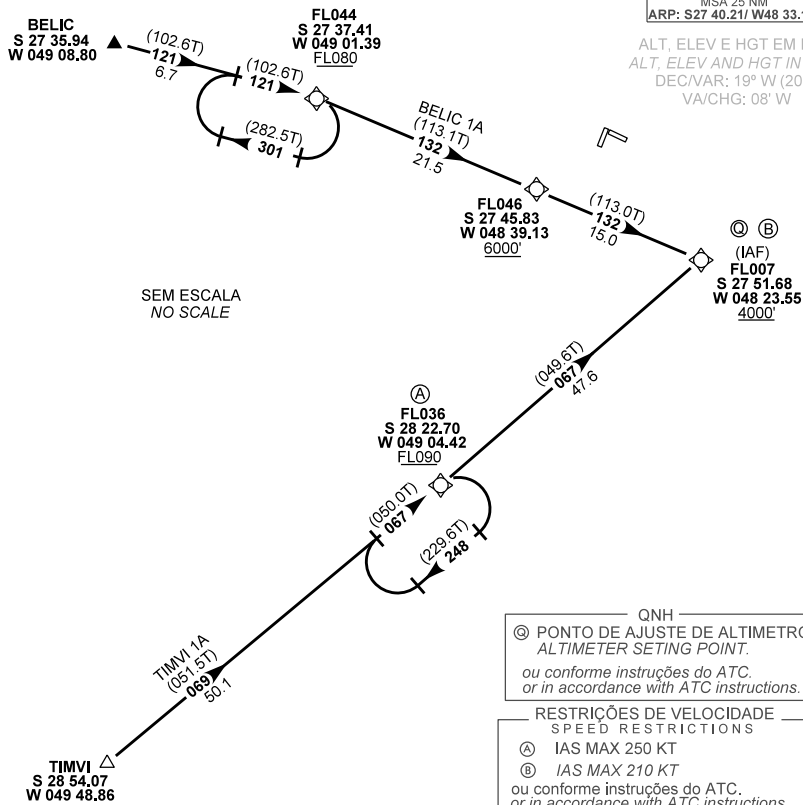 MSA 25 NM
ARP: S27 40.21/ W48 33.1
ALT, ELEV E HGT EM
ALT, ELEV AND HGT IN
DEC/VAR: 19º W (20
VA/CHG: 08' W
BELIC
S 27 35.94
W 049 08.80
(102.6T)
121
6.7
(102.6T)
121
FL044
S 27 37.41
W 049 01.39
FL080
(282.5T)
301
BELIC 1A
(113.1T)
132
21.5
FL046
S 27 45.83
W 048 39.13
6000'
(113.0T)
132
15.0
Q B
(IAF)
FL007
S 27 51.68
W 048 23.55
4000'
SEM ESCALA
NO SCALE
(049.6T)
067
47.6
A
FL036
S 28 22.70
W 049 04.42
FL090
(050.0T)
067
(229.6T)
248
TIMVI 1A
(051.5T)
069
50.1
TIMVI
S 28 54.07
W 049 48.86
QNH
Q PONTO DE AJUSTE DE ALTIMETRO
ALTIMETER SETING POINT.
ou conforme instruções do ATC.
or in accordance with ATC instructions.
RESTRIÇÕES DE VELOCIDADE
SPEED RESTRICTIONS
A IAS MAX 250 KT
B IAS MAX 210 KT
ou conforme instruções do ATC.
or in accordance with ATC instructions